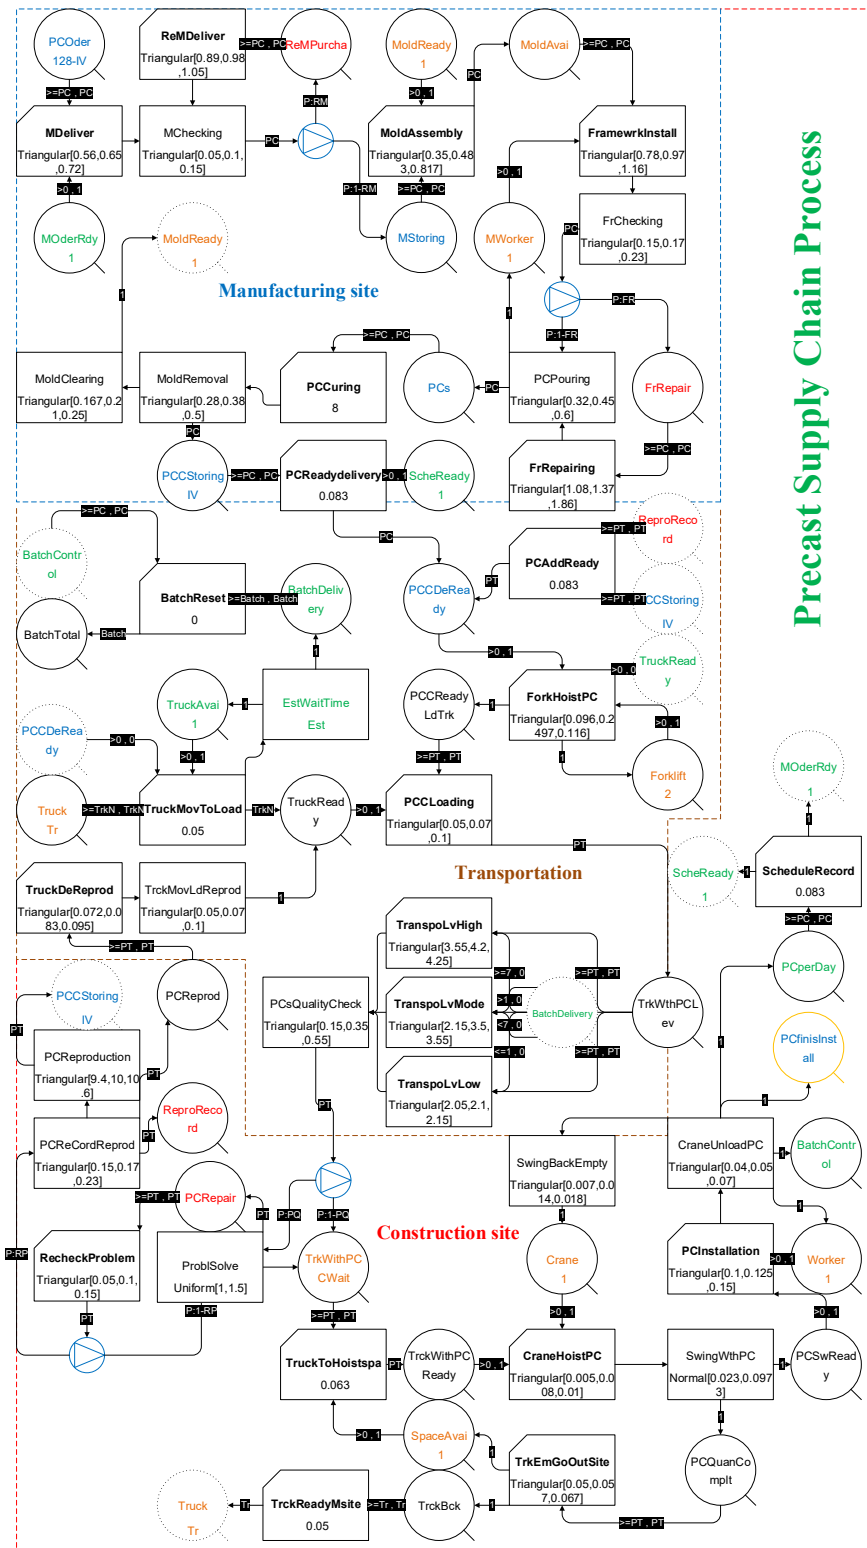 PCOder
128-IV
ReMDeliver
Triangular[0.89,0.98
,1.05]
>=PC , PC
ReMPurcha
MoldReady
1
MoldAvai
>=PC , PC
PC
>=PC , PC
P:RM
>0 , 1
MDeliver
Triangular[0.56,0.65
,0.72]
MChecking
Triangular[0.05,0.1,
0.15]
PC
MoldAssembly
Triangular[0.35,0.48
3,0.817]
FramewrkInstall
Triangular[0.78,0.97
,1.16]
>0 , 1
P:1-RM
>=PC , PC
>0 , 1
MOderRdy
1
MoldReady
1
MStoring
MWorker
1
FrChecking
Triangular[0.15,0.17
,0.23]
PC
Manufacturing site
1
1
P:FR
P:1-FR
>=PC , PC
MoldClearing
Triangular[0.167,0.2
1,0.25]
MoldRemoval
Triangular[0.28,0.38
,0.5]
PCCuring
8
PCs
PC
PCPouring
Triangular[0.32,0.45
,0.6]
FrRepair
PC
>=PC , PC
PCCStoring
IV
>=PC , PC
PCReadydelivery
0.083
>0 , 1
ScheReady
1
FrRepairing
Triangular[1.08,1.37
,1.86]
Precast Supply Chain Process
>=PC , PC
BatchContr
ol
PC
>=PT , PT
ReproReco
rd
PCAddReady
0.083
PT
>=PT , PT
PCCStoring
IV
BatchReset
0
>=Batch , Batch
BatchDeliv
ery
PCCDeRea
dy
BatchTotal
Batch
1
>0 , 1
>0 , 0
TruckRead
y
PCCDeRea
dy
>0 , 0
TruckAvai
1
1
EstWaitTime
Est
PCCReady
LdTrk
1
ForkHoistPC
Triangular[0.096,0.2
497,0.116]
>0 , 1
>0 , 1
>=PT , PT
1
Forklift
2
MOderRdy
1
Truck
Tr
>=TrkN , TrkN
TruckMovToLoad
0.05
TrkN
TruckRead
y
>0 , 1
PCCLoading
Triangular[0.05,0.07
,0.1]
PT
1
Transportation
ScheReady
1
1
ScheduleRecord
0.083
TruckDeReprod
Triangular[0.072,0.0
83,0.095]
TrckMovLdReprod
Triangular[0.05,0.07
,0.1]
1
>=PC , PC
>=PT , PT
TranspoLvHigh
Triangular[3.55,4.2,
4.25]
>=7 , 0
>=PT , PT
PCperDay
PCCStoring
IV
PCReprod
PCsQualityCheck
Triangular[0.15,0.35
,0.55]
TranspoLvMode
Triangular[2.15,3.5,
3.55]
>1 , 0
<7 , 0
BatchDelivery
TrkWthPCL
ev
1
PT
PCReproduction
Triangular[9.4,10,10
.6]
PT
TranspoLvLow
Triangular[2.05,2.1,
2.15]
<=1 , 0
>=PT , PT
PCfinisInst
all
1
PT
ReproReco
rd
PCReCordReprod
Triangular[0.15,0.17
,0.23]
PT
SwingBackEmpty
Triangular[0.007,0.0
14,0.018]
CraneUnloadPC
Triangular[0.04,0.05
,0.07]
1
BatchContr
ol
>=PT , PT
PCRepair
PT
P:PQ
P:1-PQ
1
1
Construction site
P:RP
RecheckProblem
Triangular[0.05,0.1,
0.15]
ProblSolve
Uniform[1,1.5]
TrkWithPC
CWait
Crane
1
PCInstallation
Triangular[0.1,0.125
,0.15]
>0 , 1
Worker
1
PT
P:1-RP
>=PT , PT
>0 , 1
>0 , 1
TruckToHoistspa
0.063
PT
TrckWithPC
Ready
>0 , 1
CraneHoistPC
Triangular[0.005,0.0
08,0.01]
SwingWthPC
Normal[0.023,0.097
3]
1
PCSwRead
y
1
>0 , 1
SpaceAvai
1
1
TrkEmGoOutSite
Triangular[0.05,0.05
7,0.067]
PCQuanCo
mplt
Truck
Tr
Tr
TrckReadyMsite
0.05
>=Tr , Tr
TrckBck
1
>=PT , PT